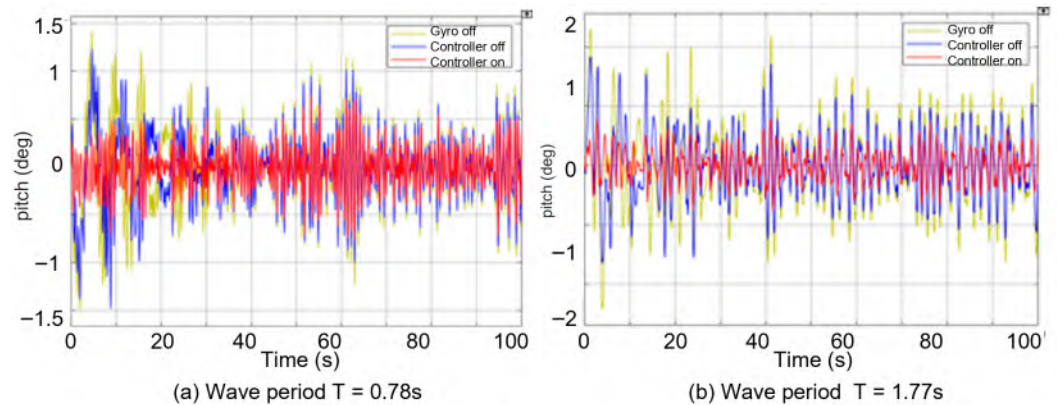 1.5
1
0
−1
−1.5
pitch (deg)
Gyro off
Controller off
Controller on
0 20 40 60 80 100
Time (s)
(a) Wave period T = 0.78s
2
1
0
−1
−2
pitch (deg)
Gyro off
Controller off
Controller on
0 20 40 60 80 100
Time (s)
(b) Wave period T = 1.77s